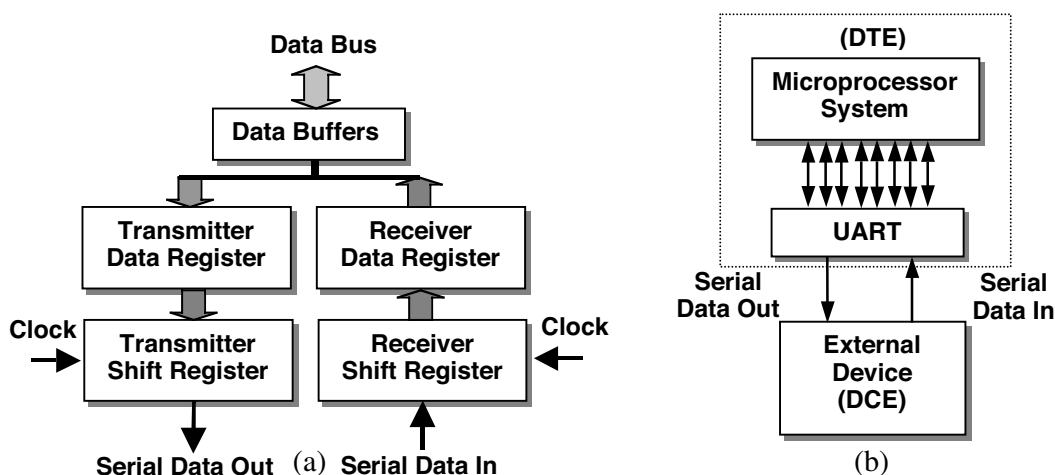 Data Bus
Data Buffers
Transmitter
Data Register
Receiver
Data Register
Clock
Transmitter
Shift Register
Receiver
Shift Register
Clock
Serial Data Out
(a)
Serial Data In
(DTE)
Microprocessor
System
UART
Serial
Data Out
Serial
Data In
External
Device
(DCE)
(b)